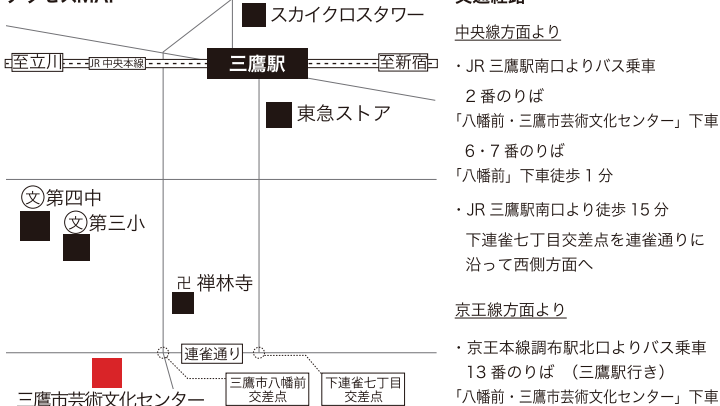 アクセスMAP
スカイクロスタワー
至立川
JR中央本線
三鷹駅
至新宿
東急ストア
文 第四中
文 第三小
卍 禅林寺
連雀通り
三鷹市八幡前
交差点
下連雀七丁目
交差点
三鷹市芸術文化センター
交通経路
中央線方面より
・JR 三鷹駅南口よりバス乗車
2 番のりば
「八幡前・三鷹市芸術文化センター」下車
6・7 番のりば
「八幡前」下車徒歩 1 分
・JR 三鷹駅南口より徒歩 15 分
下連雀七丁目交差点を連雀通りに
沿って西側方面へ
京王線方面より
・京王本線調布駅北口よりバス乗車
13 番のりば （三鷹駅行き）
「八幡前・三鷹市芸術文化センター」下車